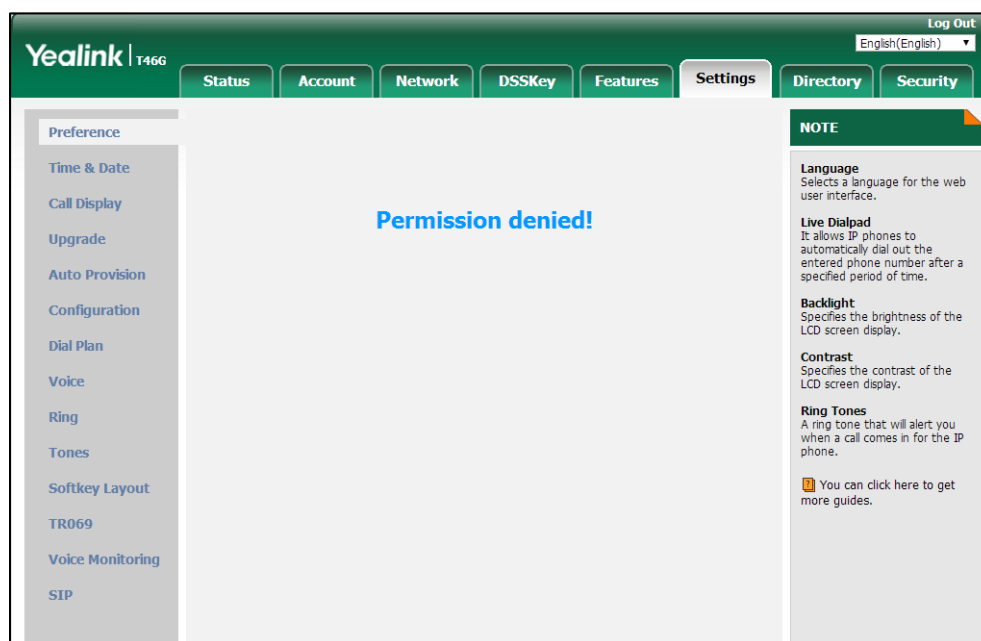 Log Out
Yealink | T46G
English(English)
Status
Account
Network
DSSKey
Features
Settings
Directory
Security
Preference
Time & Date
Call Display
Upgrade
Auto Provision
Configuration
Dial Plan
Voice
Ring
Tones
Softkey Layout
TR069
Voice Monitoring
SIP
Permission denied!
NOTE
Language
Selects a language for the web
user interface.
Live Dialpad
It allows IP phones to
automatically dial out the
entered phone number after a
specified period of time.
Backlight
Specifies the brightness of the
LCD screen display.
Contrast
Specifies the contrast of the
LCD screen display.
Ring Tones
A ring tone that will alert you
when a call comes in for the IP
phone.
You can click here to get
more guides.